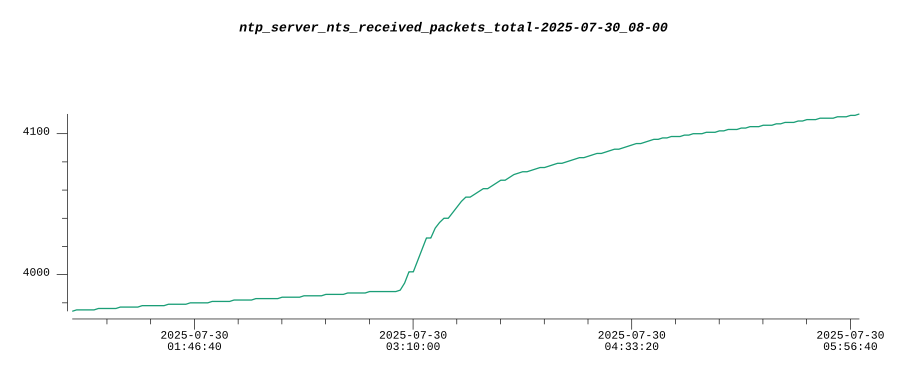 ntp_server_nts_received_packets_total-2025-07-30_08-00
4100
4000
2025-07-30 2025-07-30 2025-07-30 2025-07-30
01:46:40 03:10:00 04:33:20 05:56:40